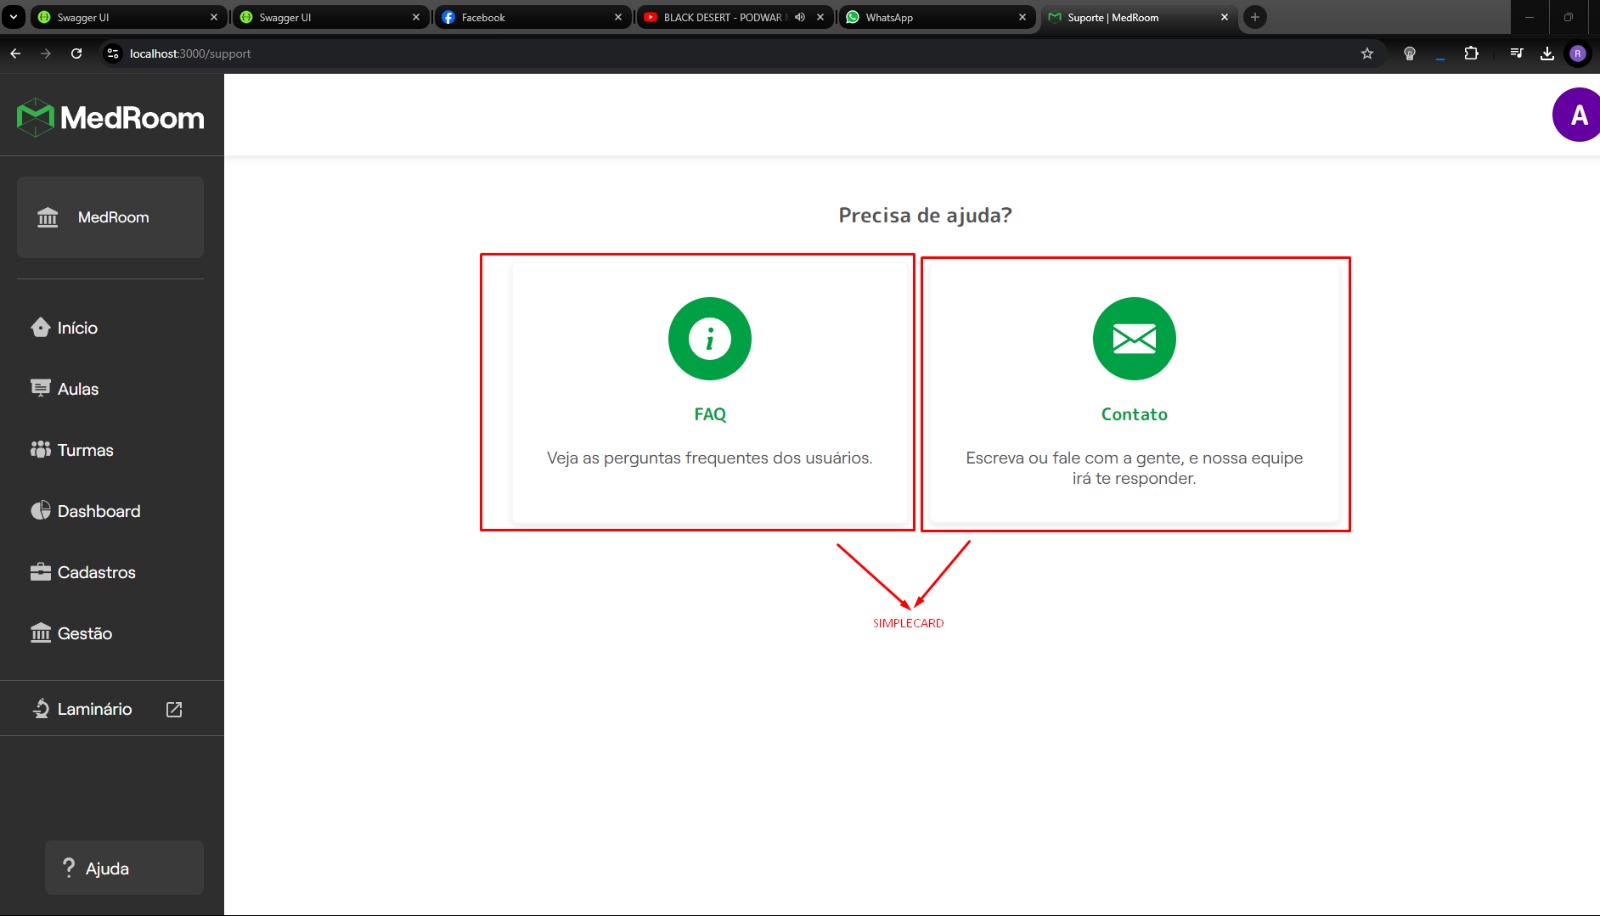 Swagger UI
Swagger UI
Facebook
BLACK DESERT - PODWAR
WhatsApp
Suporte | MedRoom
localhost:3000/support
R
MedRoom
A
MedRoom
Início
Aulas
Turmas
Dashboard
Cadastros
Gestão
Laminário
? Ajuda
Precisa de ajuda?
i
FAQ
Veja as perguntas frequentes dos usuários.
Contato
Escreva ou fale com a gente, e nossa equipe
irá te responder.
SIMPLECARD